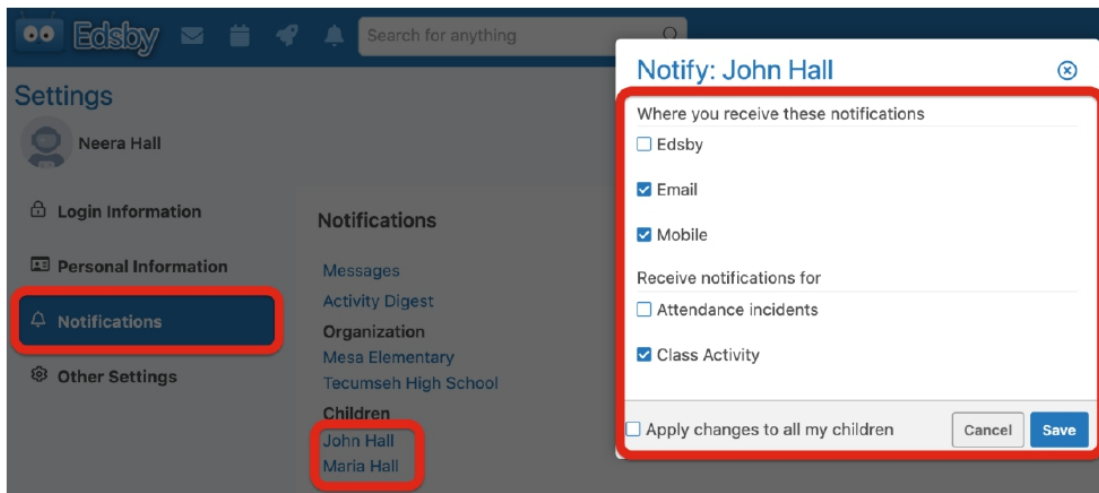 Edsby
Search for anything
Settings
Neera Hall
Login Information
Personal Information
Notifications
Other Settings
Notifications
Messages
Activity Digest
Organization
Mesa Elementary
Tecumseh High School
Children
John Hall
Maria Hall
Notify: John Hall
Where you receive these notifications
Edsby
Email
Mobile
Receive notifications for
Attendance incidents
Class Activity
Apply changes to all my children
Cancel
Save